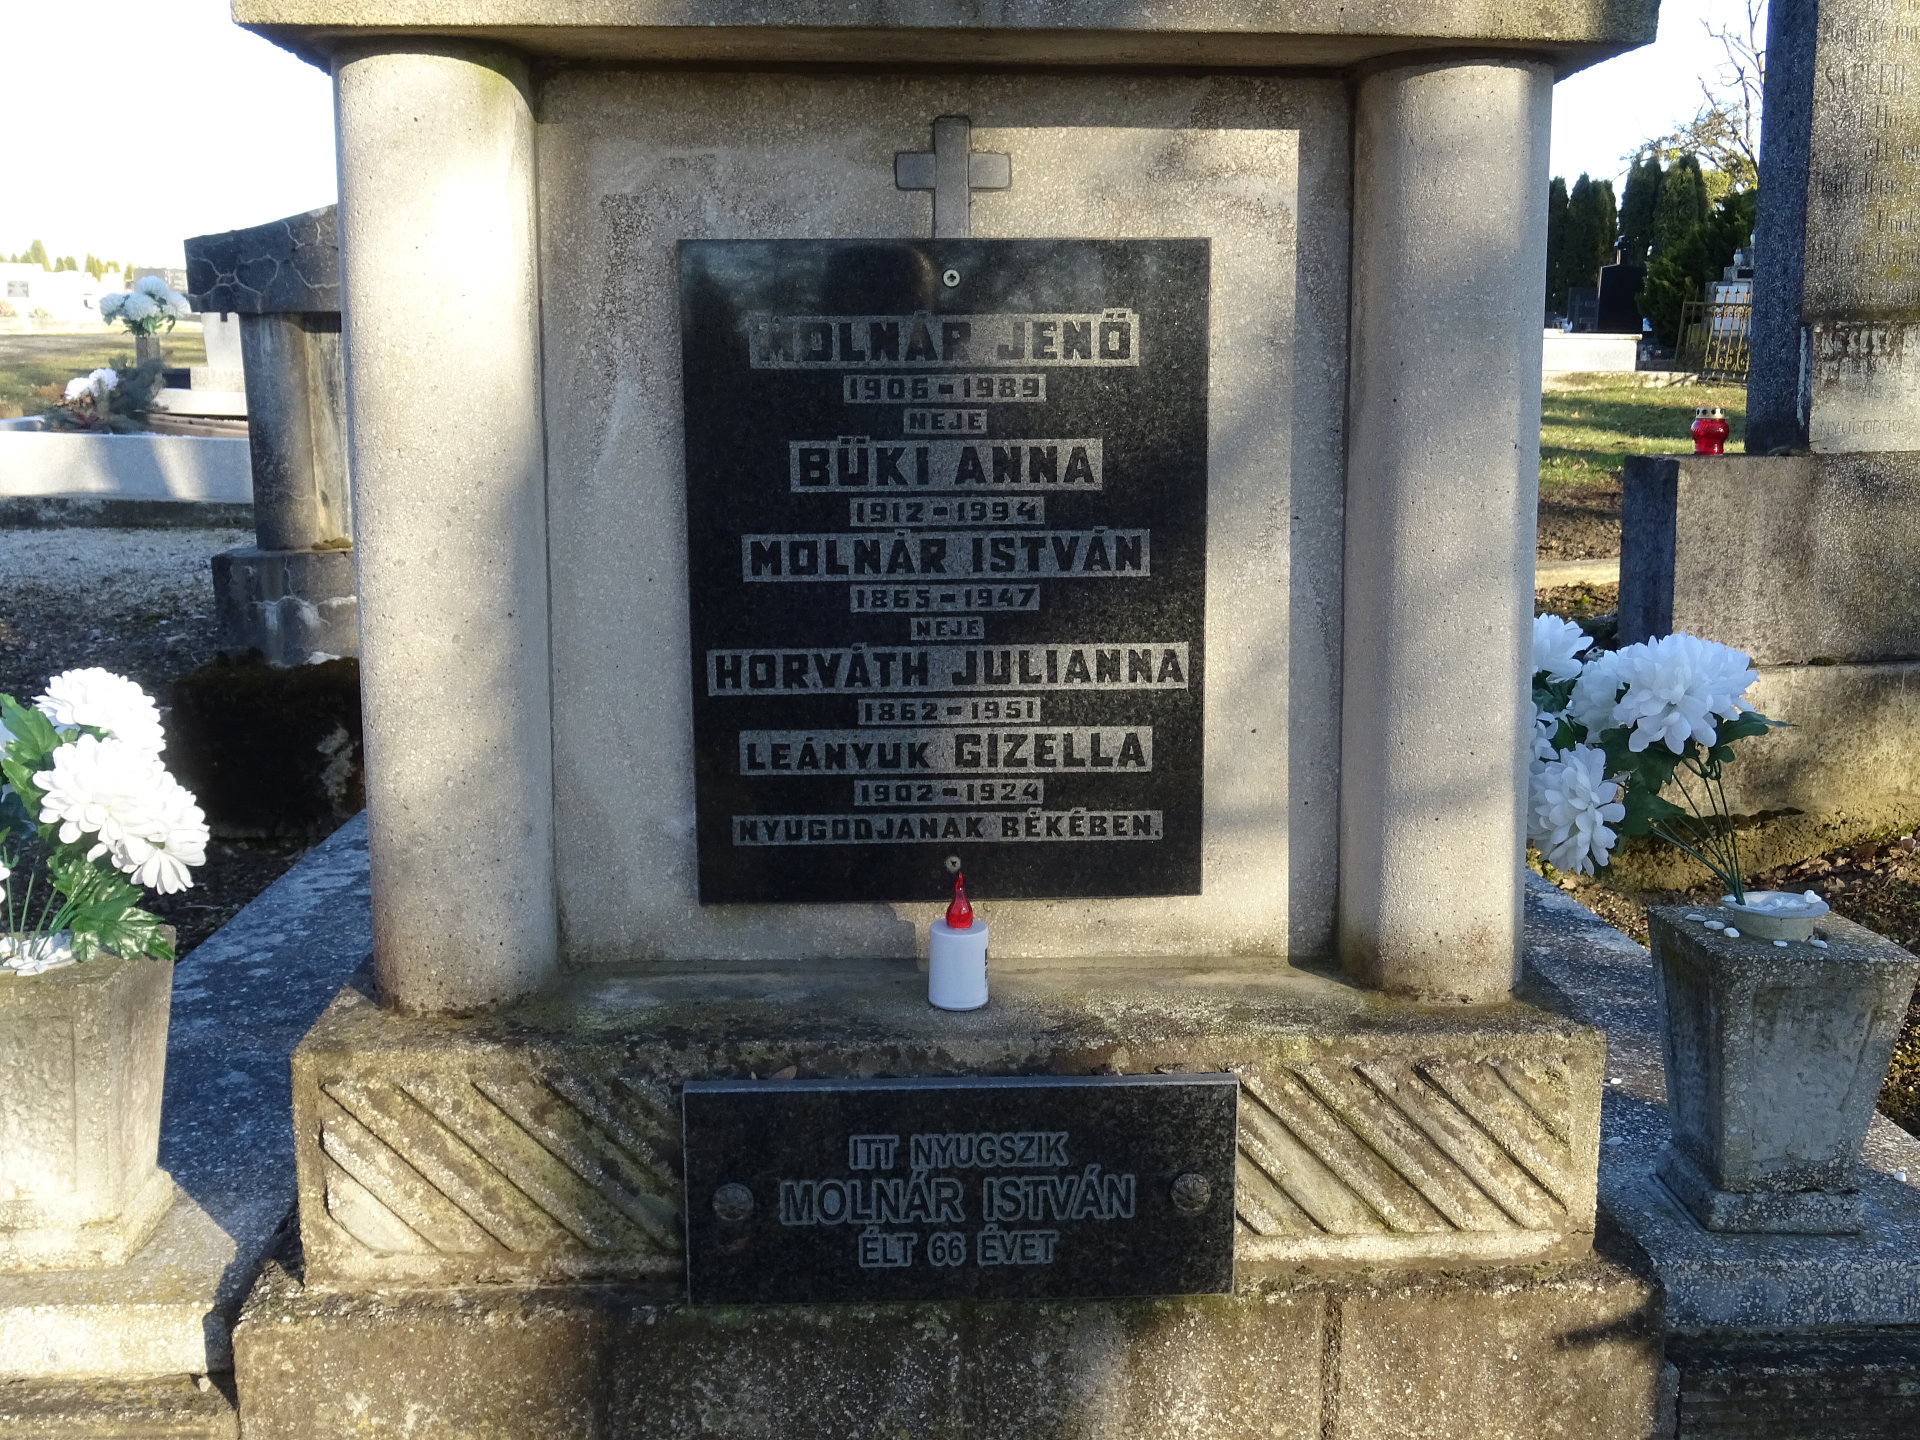 MOLNÁR JENŐ
1906-1989
NEJE
BŰKI ANNA
1912-1994
MOLNÁR ISTVÁN
1865-1947
NEJE
HORVÁTH JULIANNA
1862-1951
LEÁNYUK GIZELLA
1902-1924
NYUGODJANAK BÉKÉBEN.
ITT NYUGSZIK
MOLNÁR ISTVÁN
ÉLT 66 ÉVET